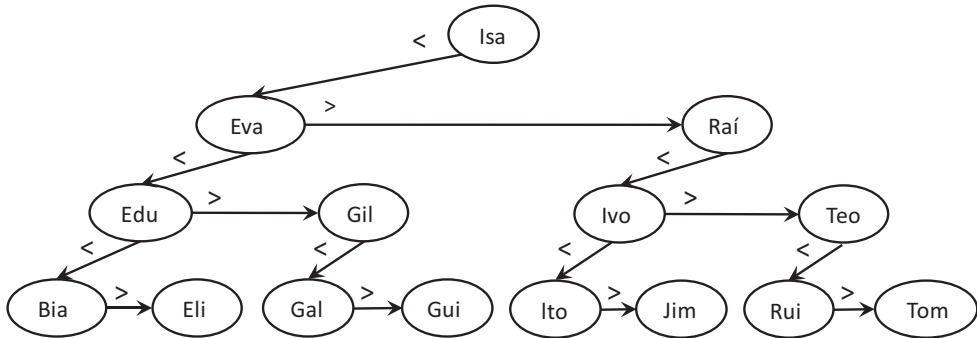 < Isa
Eva > Raí
< <
Edu > Gil Ivo > Teo
< < < <
Bia > Eli Gal > Gui Ito > Jim Rui > Tom